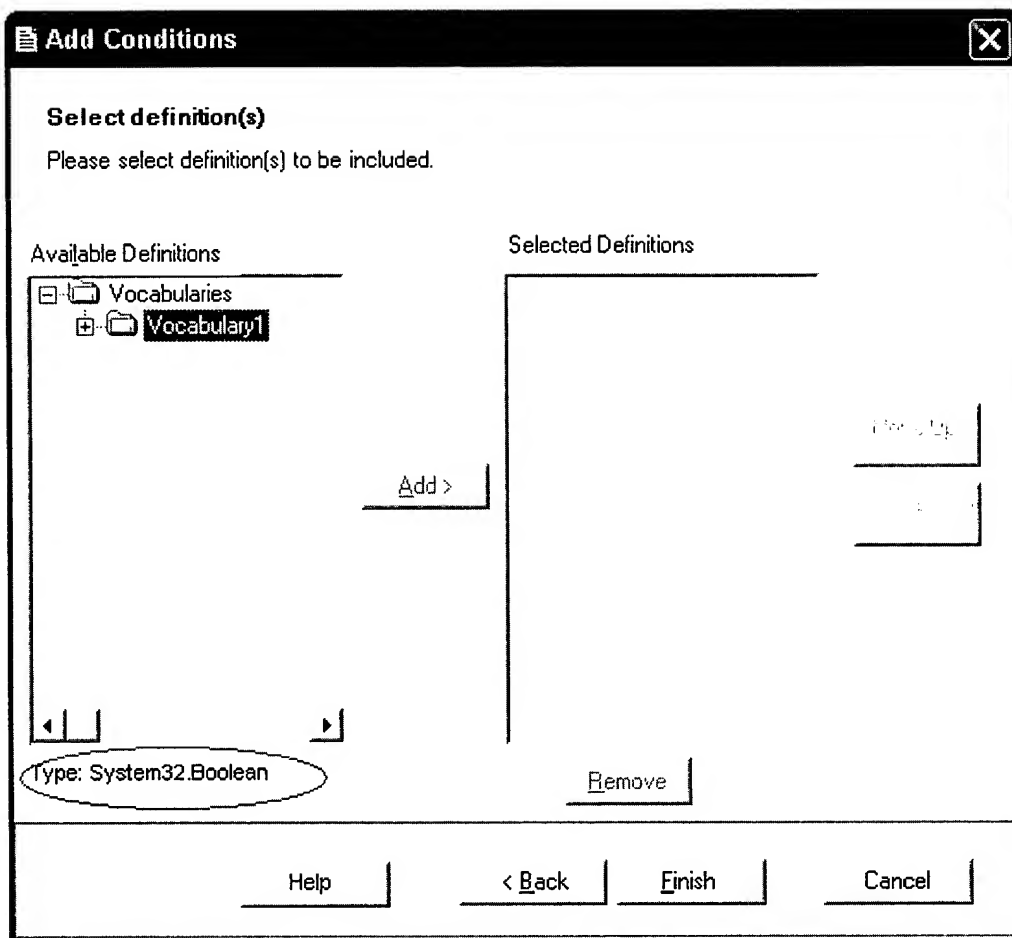 Add Conditions
Select definition(s)
Please select definition(s) to be included.
Available Definitions
Selected Definitions
Vocabularies
Vocabulary1
Add >
Type: System32.Boolean
Remove
Help
< Back
Finish
Cancel